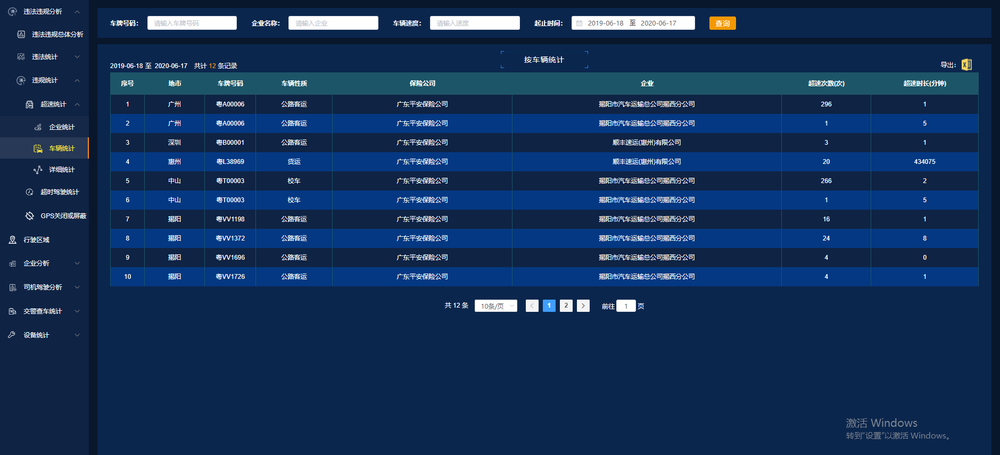 违法违规分析
违法违规总体分析
违法统计
违规统计
超速统计
企业统计
车辆统计
详细统计
超时驾驶统计
GPS关闭或屏蔽
行驶区域
企业分析
司机驾驶分析
交警查车统计
设备统计
车牌号码： 请输入车牌号码 企业名称： 请输入企业 车辆速度： 请输入速度 起止时间： 2019-06-18 至 2020-06-17 查询
按车辆统计
2019-06-18 至 2020-06-17 共计 12 条记录
导出：
序号 地市 车牌号码 车辆性质 保险公司 企业 超速次数(次) 超速时长(分钟)
1 广州 粤A00006 公路客运 广东平安保险公司 揭阳市汽车运输总公司揭西分公司 296 1
2 广州 粤A00006 公路客运 广东平安保险公司 揭阳市汽车运输总公司揭西分公司 1 5
3 深圳 粤B00001 公路客运 广东平安保险公司 顺丰速运(惠州)有限公司 3 1
4 惠州 粤L38969 货运 广东平安保险公司 顺丰速运(惠州)有限公司 20 434075
5 中山 粤T00003 校车 广东平安保险公司 揭阳市汽车运输总公司揭西分公司 266 2
6 中山 粤T00003 校车 广东平安保险公司 揭阳市汽车运输总公司揭西分公司 1 5
7 揭阳 粤VV1198 公路客运 广东平安保险公司 揭阳市汽车运输总公司揭西分公司 16 1
8 揭阳 粤VV1372 公路客运 广东平安保险公司 揭阳市汽车运输总公司揭西分公司 24 8
9 揭阳 粤VV1696 公路客运 广东平安保险公司 揭阳市汽车运输总公司揭西分公司 4 0
10 揭阳 粤VV1726 公路客运 广东平安保险公司 揭阳市汽车运输总公司揭西分公司 4 1
共 12 条 10条/页 1 2 前往 1 页
激活 Windows
转到“设置”以激活 Windows。